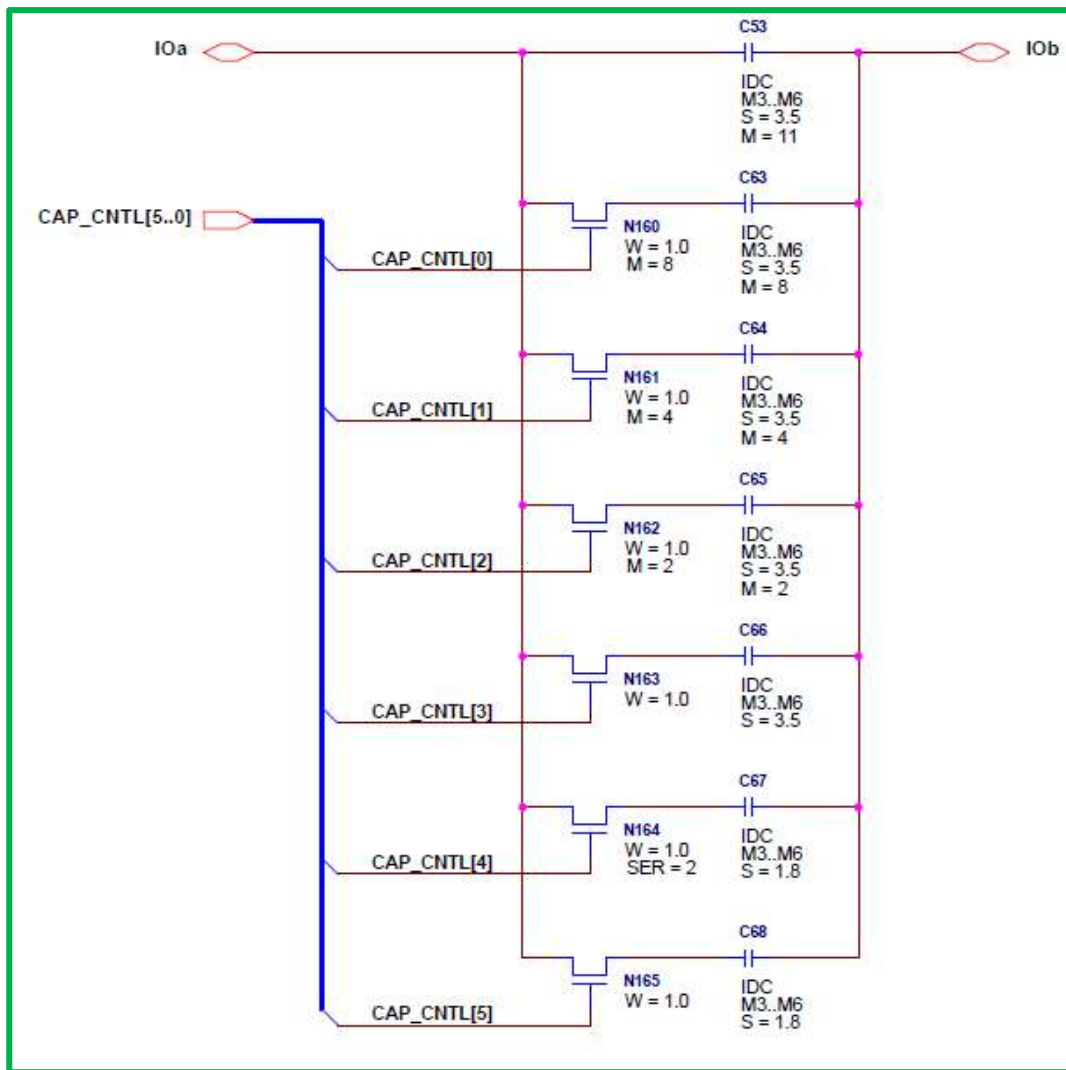 C53
IOa
IOb
IDC
M3..M6
S = 3.5
M = 11
C63
CAP_CNTL[5..0]
N160
W = 1.0
M = 8
IDC
M3..M6
S = 3.5
M = 8
CAP_CNTL[0]
C64
N161
W = 1.0
M = 4
IDC
M3..M6
S = 3.5
M = 4
CAP_CNTL[1]
C65
N162
W = 1.0
M = 2
IDC
M3..M6
S = 3.5
M = 2
CAP_CNTL[2]
C66
N163
W = 1.0
IDC
M3..M6
S = 3.5
CAP_CNTL[3]
C67
N164
W = 1.0
SER = 2
IDC
M3..M6
S = 1.8
CAP_CNTL[4]
C68
N165
W = 1.0
IDC
M3..M6
S = 1.8
CAP_CNTL[5]